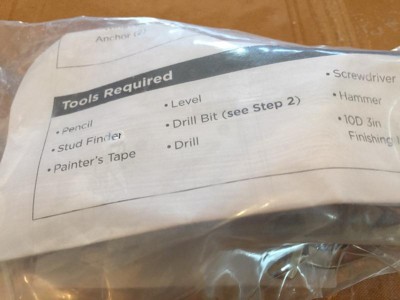 Anchor (2)
Tools Required
• Pencil
• Stud Finder
• Painter's Tape
• Level
• Drill Bit (see Step 2)
• Drill
• Screwdriver
• Hammer
• 10D 3in
Finishing